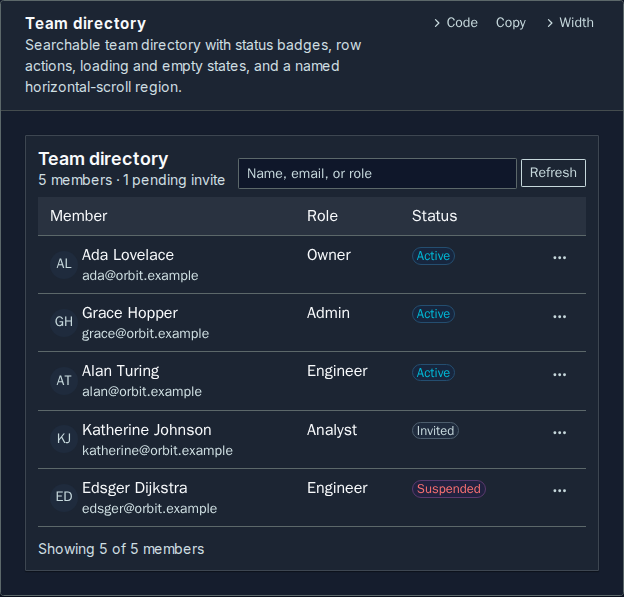 Team directory
Code Copy Width
Searchable team directory with status badges, row
actions, loading and empty states, and a named
horizontal-scroll region.
Team directory
5 members · 1 pending invite
Name, email, or role
Refresh
Member Role Status
AL Ada Lovelace Owner Active
ada@orbit.example
GH Grace Hopper Admin Active
grace@orbit.example
AT Alan Turing Engineer Active
alan@orbit.example
KJ Katherine Johnson Analyst Invited
katherine@orbit.example
ED Edsger Dijkstra Engineer Suspended
edsger@orbit.example
Showing 5 of 5 members